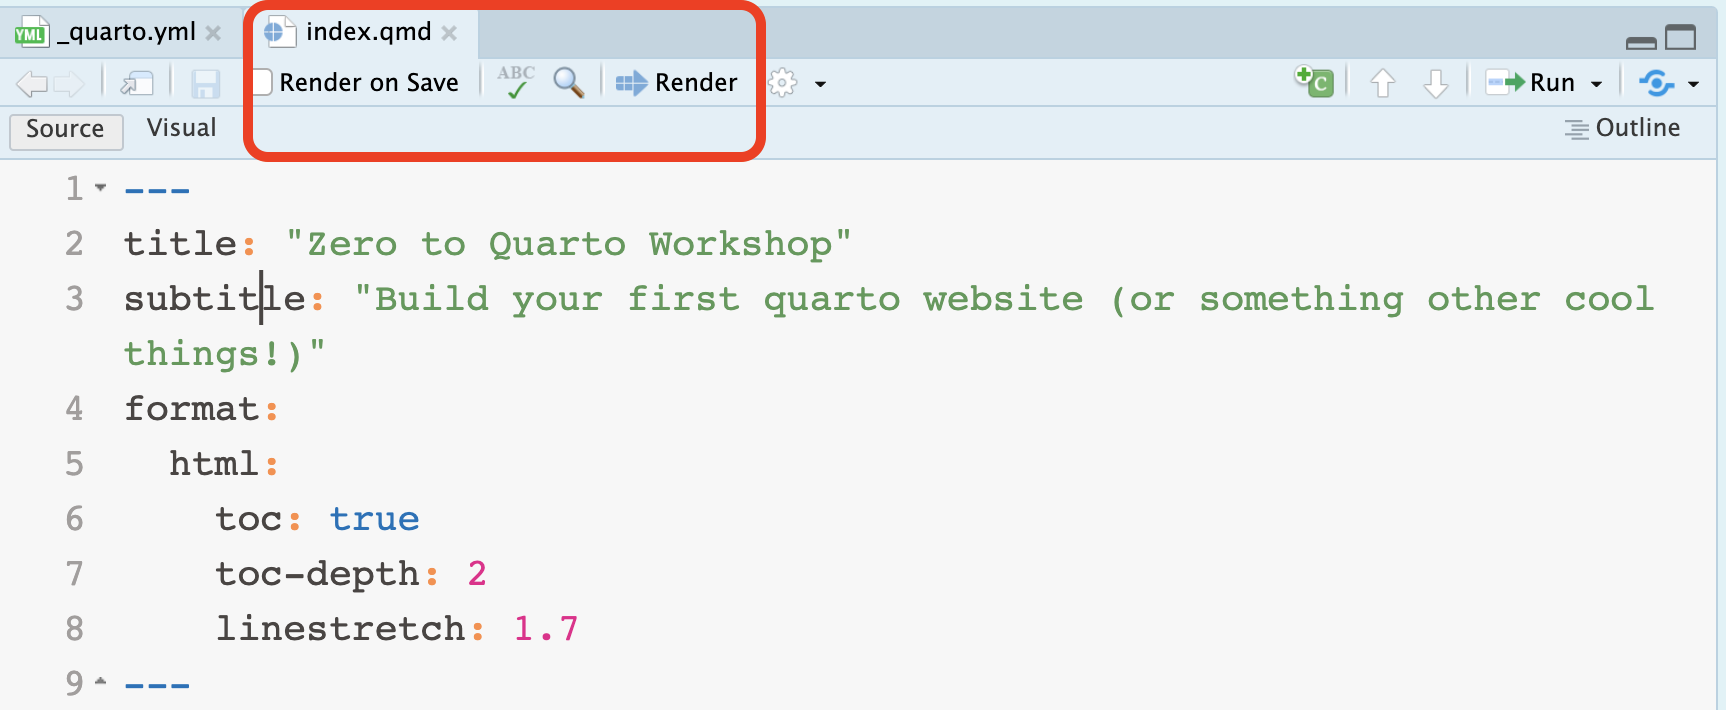 YML _quarto.yml × index.qmd ×
Render on Save ABC Render C Run
Source Visual Outline
1 ---
2 title: "Zero to Quarto Workshop"
3 subtitle: "Build your first quarto website (or something other cool
things!)"
4 format:
5 html:
6 toc: true
7 toc-depth: 2
8 linestretch: 1.7
9 ---